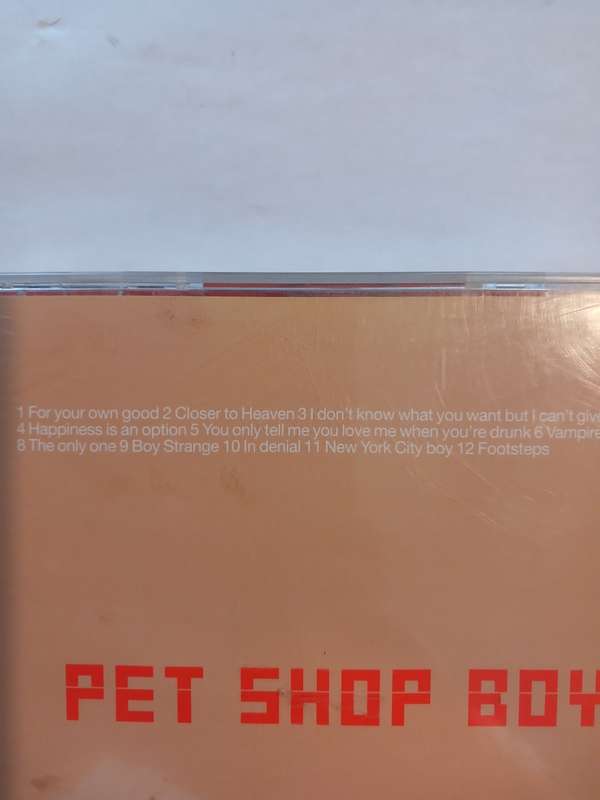 1 For your own good 2 Closer to Heaven 3 I don't know what you want but I can't give
4 Happiness is an option 5 You only tell me you love me when you're drunk 6 Vampire
8 The only one 9 Boy Strange 10 In denial 11 New York City boy 12 Footsteps
PET SHOP BOY